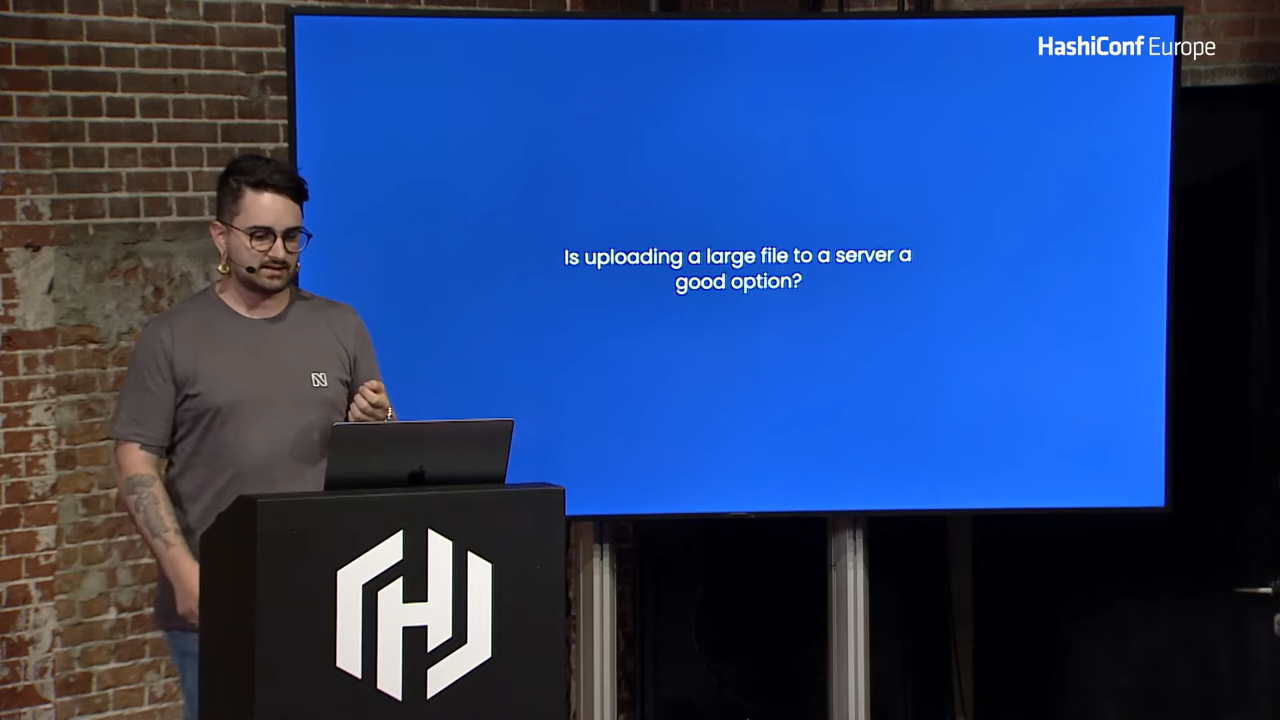 HashiConf Europe
Is uploading a large file to a server a
good option?
N